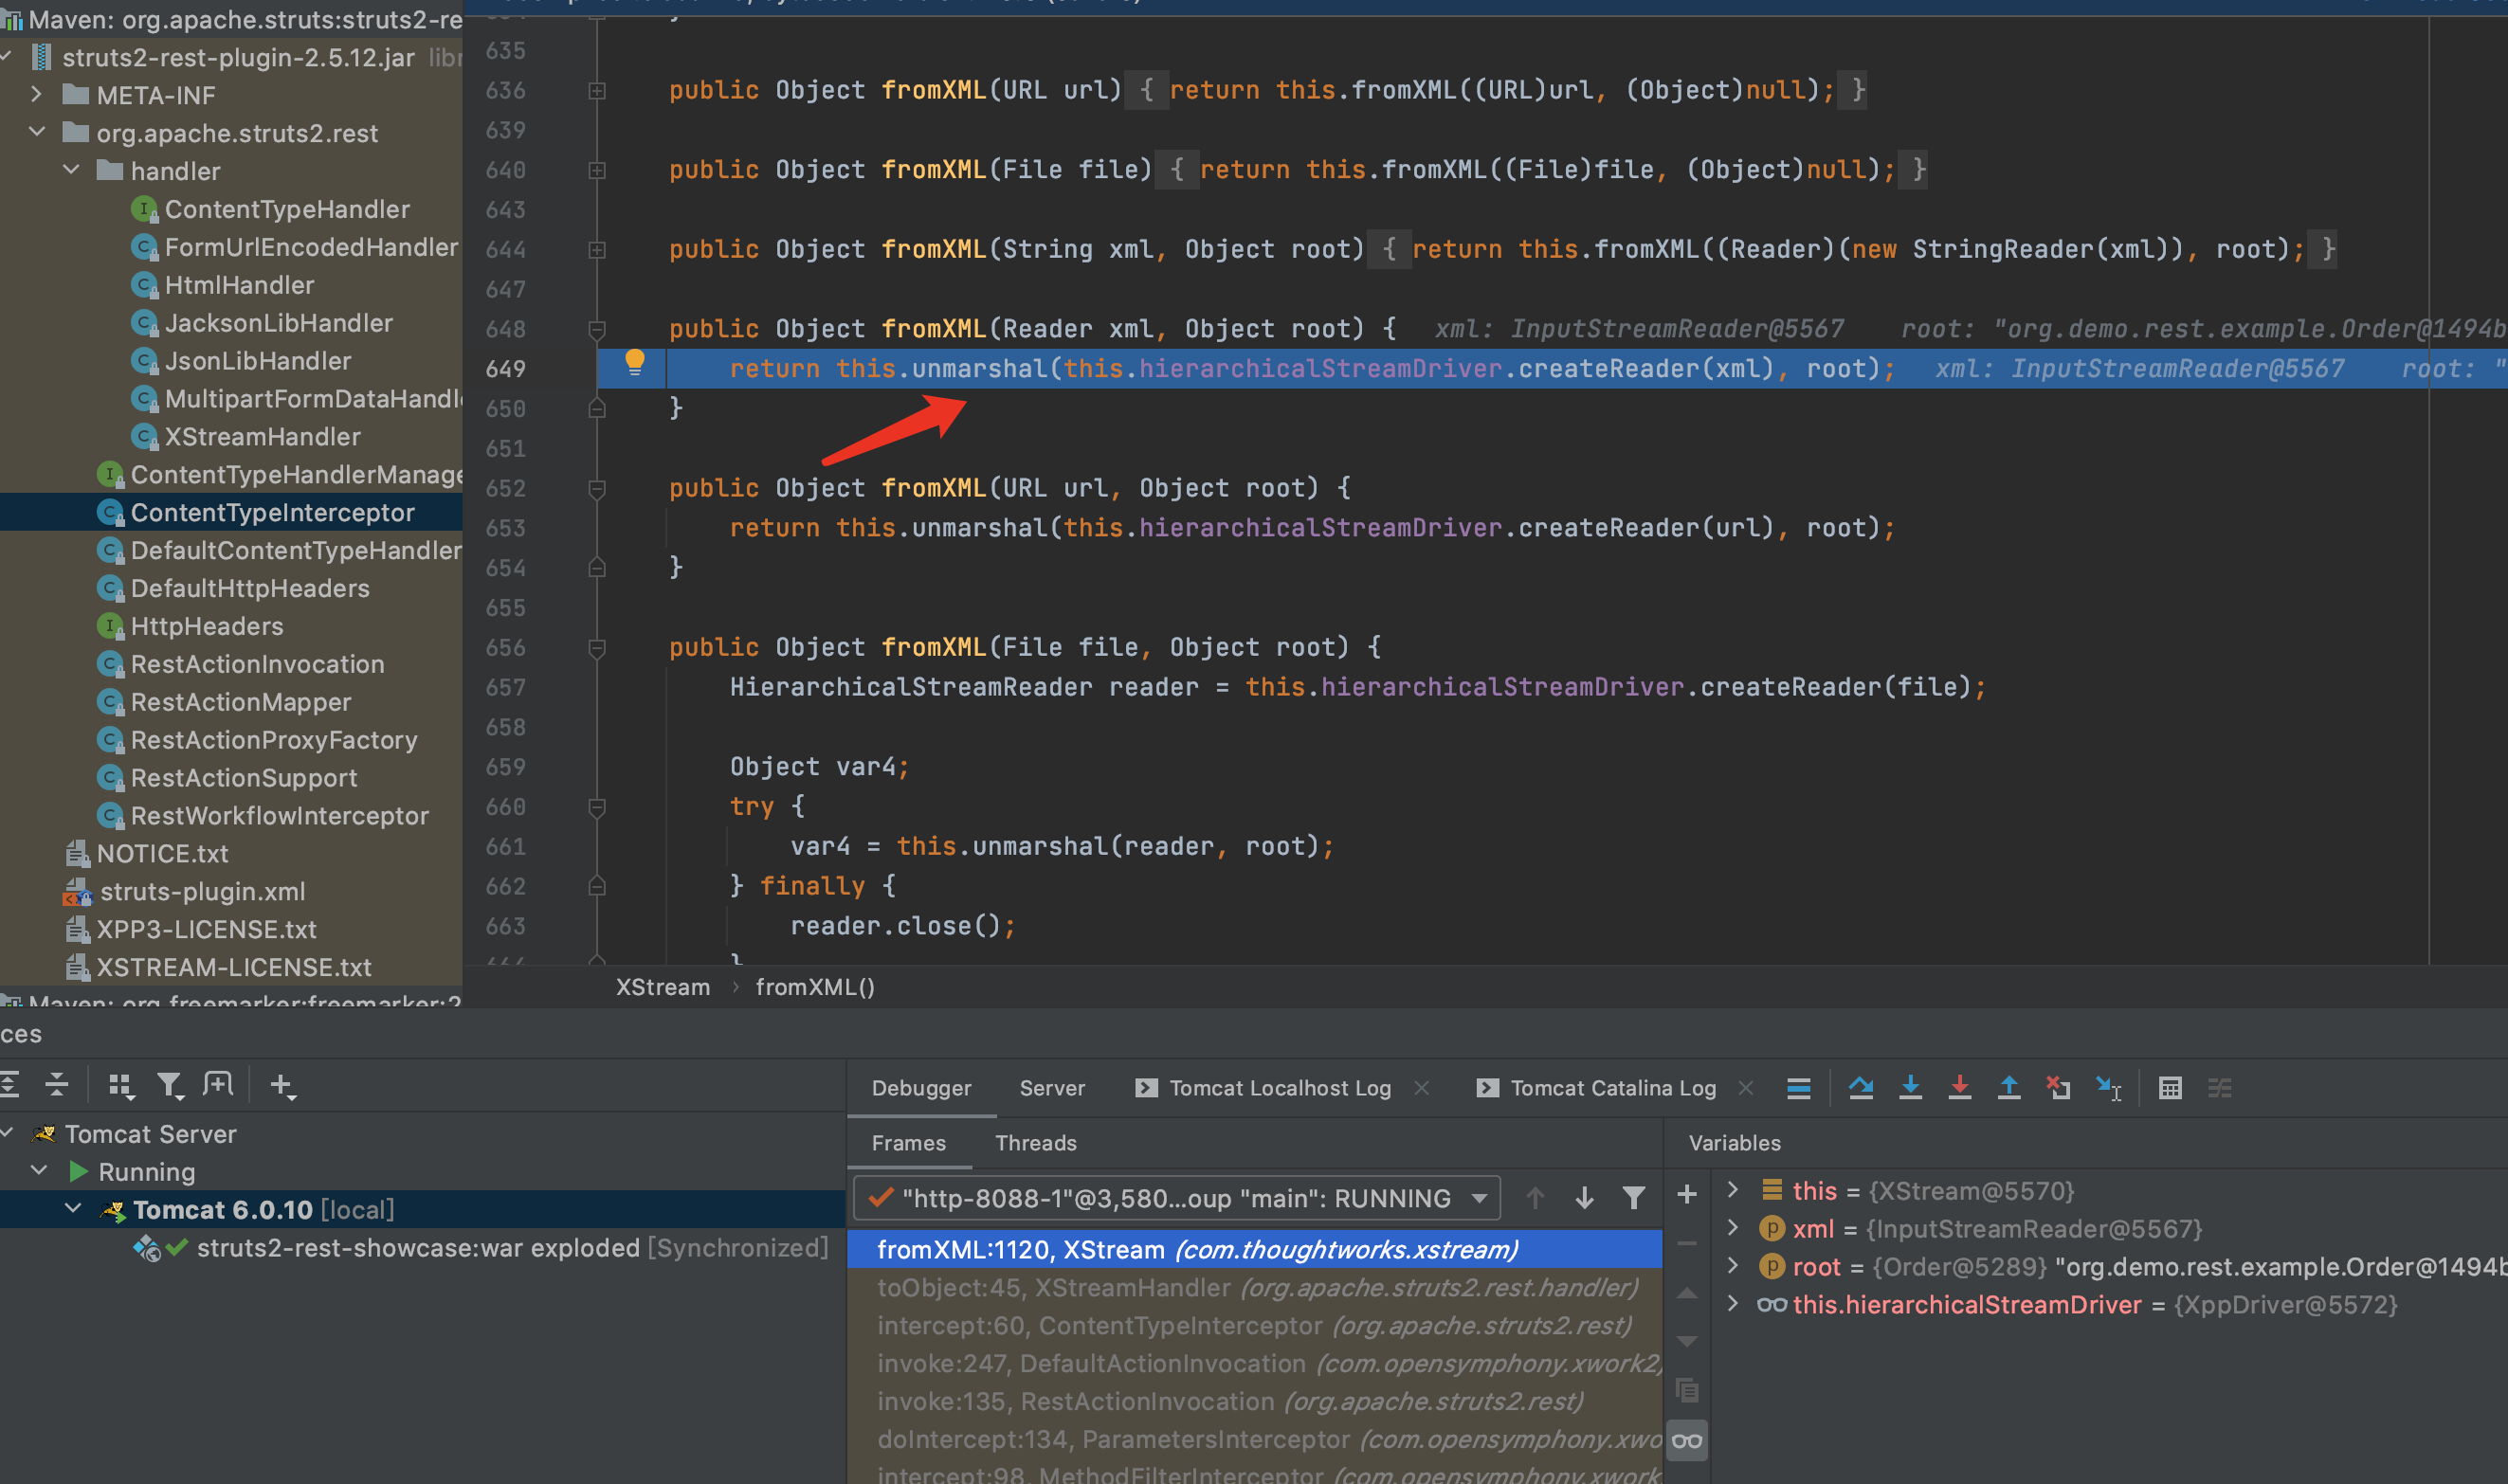 Maven: org.apache.struts:struts2-re
struts2-rest-plugin-2.5.12.jar libr
META-INF
org.apache.struts2.rest
handler
ContentTypeHandler
FormUrlEncodedHandler
HtmlHandler
JacksonLibHandler
JsonLibHandler
MultipartFormDataHandl
XStreamHandler
ContentTypeHandlerManage
ContentTypeInterceptor
DefaultContentTypeHandler
DefaultHttpHeaders
HttpHeaders
RestActionInvocation
RestActionMapper
RestActionProxyFactory
RestActionSupport
RestWorkflowInterceptor
NOTICE.txt
struts-plugin.xml
XPP3-LICENSE.txt
XSTREAM-LICENSE.txt
Maven: org.freemarker:freemarker:2
635
636 public Object fromXML(URL url) { return this.fromXML((URL)url, (Object)null); }
639
640 public Object fromXML(File file) { return this.fromXML((File)file, (Object)null); }
643
644 public Object fromXML(String xml, Object root) { return this.fromXML((Reader)(new StringReader(xml)), root); }
647
648 public Object fromXML(Reader xml, Object root) { xml: InputStreamReader@5567 root: "org.demo.rest.example.Order@1494b
649 return this.unmarshal(this.hierarchicalStreamDriver.createReader(xml), root); xml: InputStreamReader@5567 root: "
650 }
651
652 public Object fromXML(URL url, Object root) {
653 return this.unmarshal(this.hierarchicalStreamDriver.createReader(url), root);
654 }
655
656 public Object fromXML(File file, Object root) {
657 HierarchicalStreamReader reader = this.hierarchicalStreamDriver.createReader(file);
658
659 Object var4;
660 try {
661 var4 = this.unmarshal(reader, root);
662 } finally {
663 reader.close();
664 }
XStream › fromXML()
ces
Debugger Server Tomcat Localhost Log Tomcat Catalina Log
Tomcat Server
Running
Tomcat 6.0.10 [local]
struts2-rest-showcase:war exploded [Synchronized]
Frames Threads
"http-8088-1"@3,580...oup "main": RUNNING
fromXML:1120, XStream (com.thoughtworks.xstream)
toObject:45, XStreamHandler (org.apache.struts2.rest.handler)
intercept:60, ContentTypeInterceptor (org.apache.struts2.rest)
invoke:247, DefaultActionInvocation (com.opensymphony.xwork2)
invoke:135, RestActionInvocation (org.apache.struts2.rest)
doIntercept:134, ParametersInterceptor (com.opensymphony.xwo
intercept:98, MethodFilterInterceptor (com.opensymphony.xwork
Variables
this = {XStream@5570}
xml = {InputStreamReader@5567}
root = {Order@5289} "org.demo.rest.example.Order@1494b
this.hierarchicalStreamDriver = {XppDriver@5572}